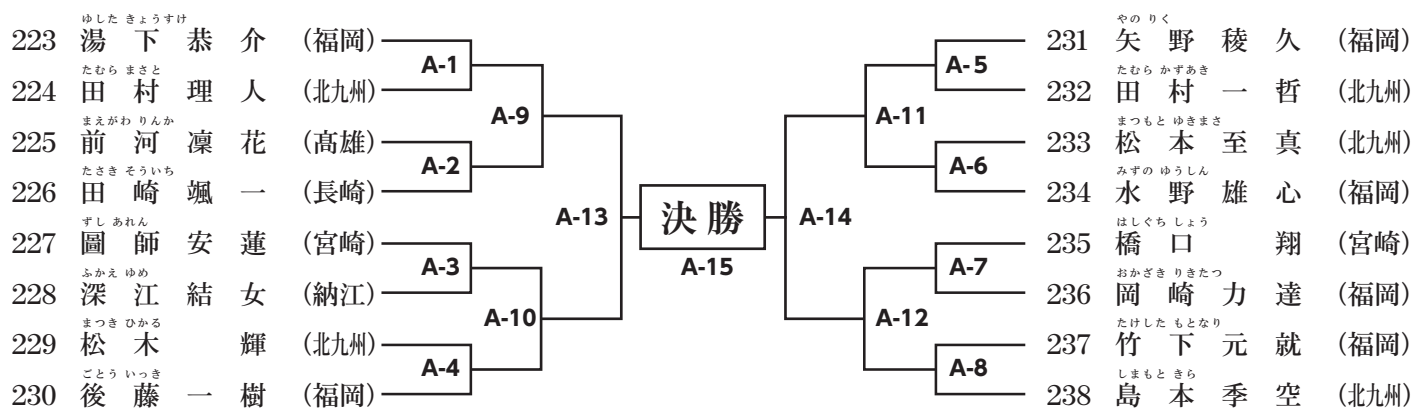 ゆした きょうすけ
223 湯下恭介 (福岡)
A-1
たむら まさと
224 田村理人 (北九州)
A-9
まえがわ りんか
225 前河凜花 (髙雄)
A-2
たさき そういち
226 田崎颯一 (長崎)
A-13
ずし あれん
227 圖師安蓮 (宮崎)
A-3
ふかえ ゆめ
228 深江結女 (納江)
A-10
まつき ひかる
229 松木輝 (北九州)
A-4
ごとう いっき
230 後藤一樹 (福岡)
決勝
A-15
やの りく
231 矢野稜久 (福岡)
A-5
たむら かずあき
232 田村一哲 (北九州)
A-11
まつもと ゆきまさ
233 松本至真 (北九州)
A-6
みずの ゆうしん
234 水野雄心 (福岡)
A-14
はしぐち しょう
235 橋口翔 (宮崎)
A-7
おかざき りきたつ
236 岡崎力達 (福岡)
A-12
たけした もとなり
237 竹下元就 (福岡)
A-8
しまもと きら
238 島本季空 (北九州)